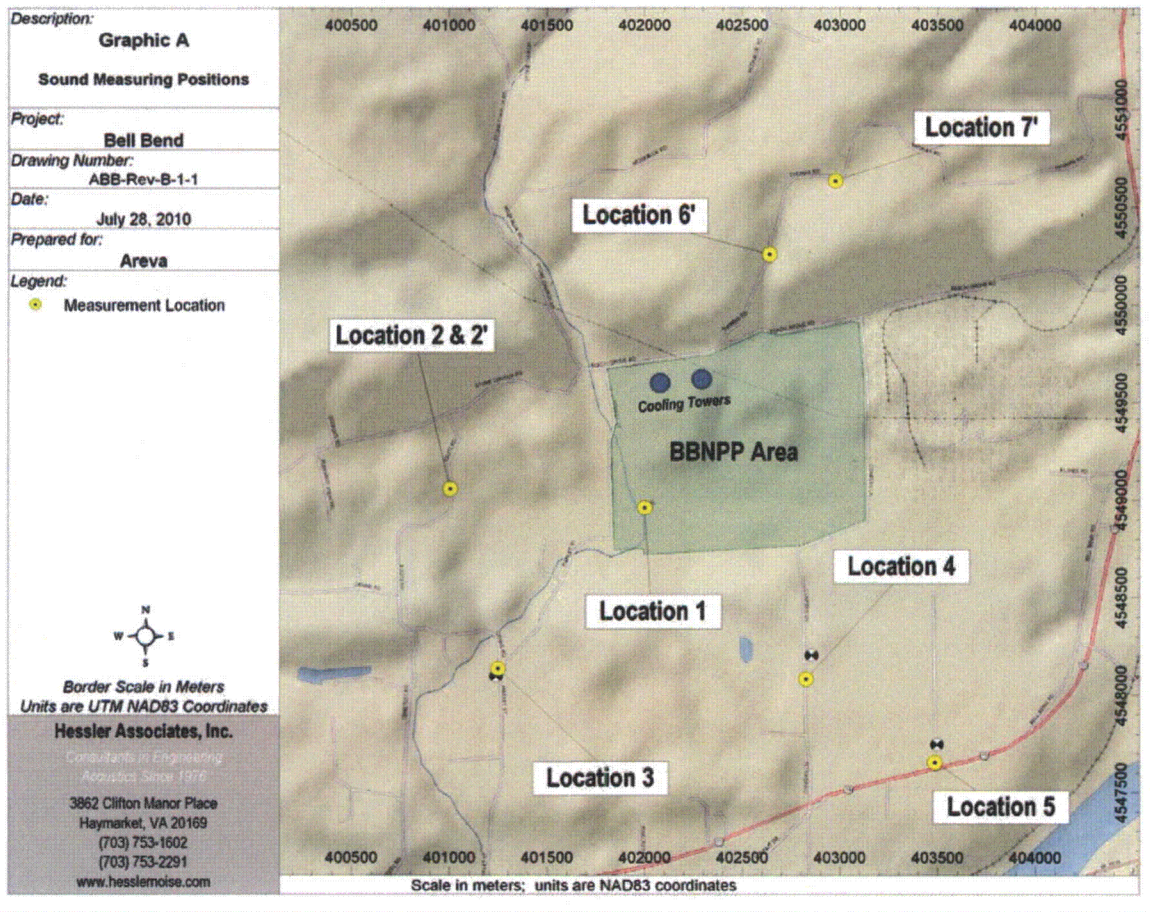 Description:
Graphic A
Sound Measuring Positions
Project:
Bell Bend
Drawing Number:
ABB-Rev-B-1-1
Date:
July 28, 2010
Prepared for:
Areva
Legend:
Measurement Location
N
W S
S
Border Scale in Meters
Units are UTM NAD83 Coordinates
Hessler Associates, Inc.
Consultants in Engineering
Acoustics Since 1976
3862 Clifton Manor Place
Haymarket, VA 20169
(703) 753-1602
(703) 753-2291
www.hesslernoise.com
400500 401000 401500 402000 402500 403000 403500 404000
4551000
Location 7'
4550500
Location 6'
4550000
Location 2 & 2'
4549500
Cooling Towers
BBNPP Area
4549000
Location 4
4548500
Location 1
4548000
Location 3
4547500
Location 5
400500 401000 401500 402000 402500 403000 403500 404000
Scale in meters; units are NAD83 coordinates